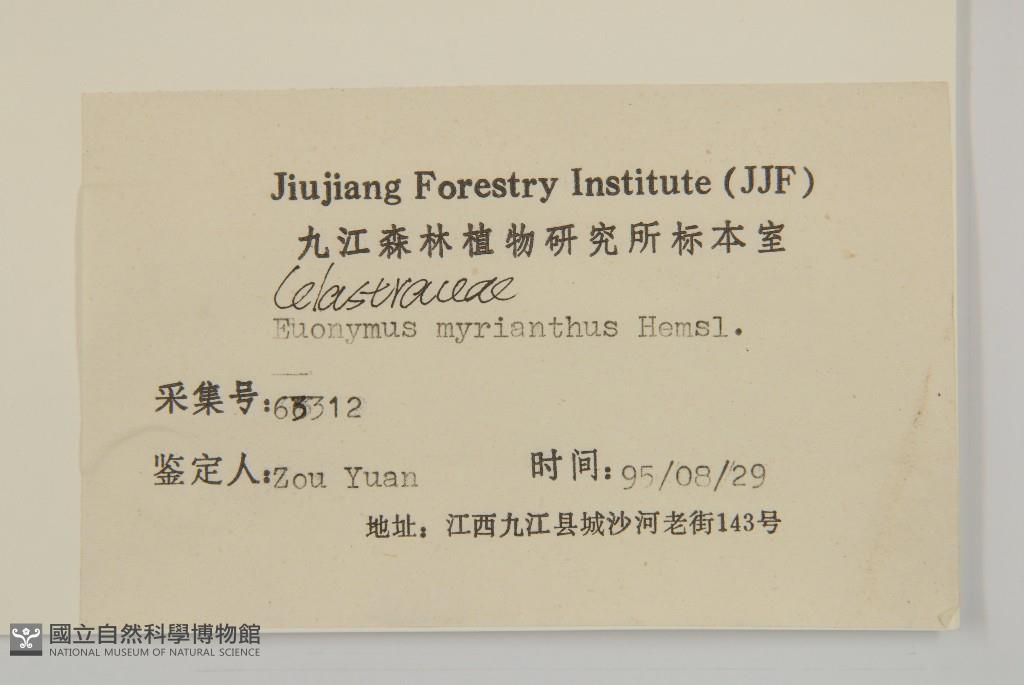 Jiujiang Forestry Institute (JJF)
九江森林植物研究所标本室
Celastraceae
Euonymus myrianthus Hemsl.
采集号:63312
鉴定人:Zou Yuan 时间:95/08/29
地址：江西九江县城沙河老街143号
國立自然科學博物館
NATIONAL MUSEUM OF NATURAL SCIENCE